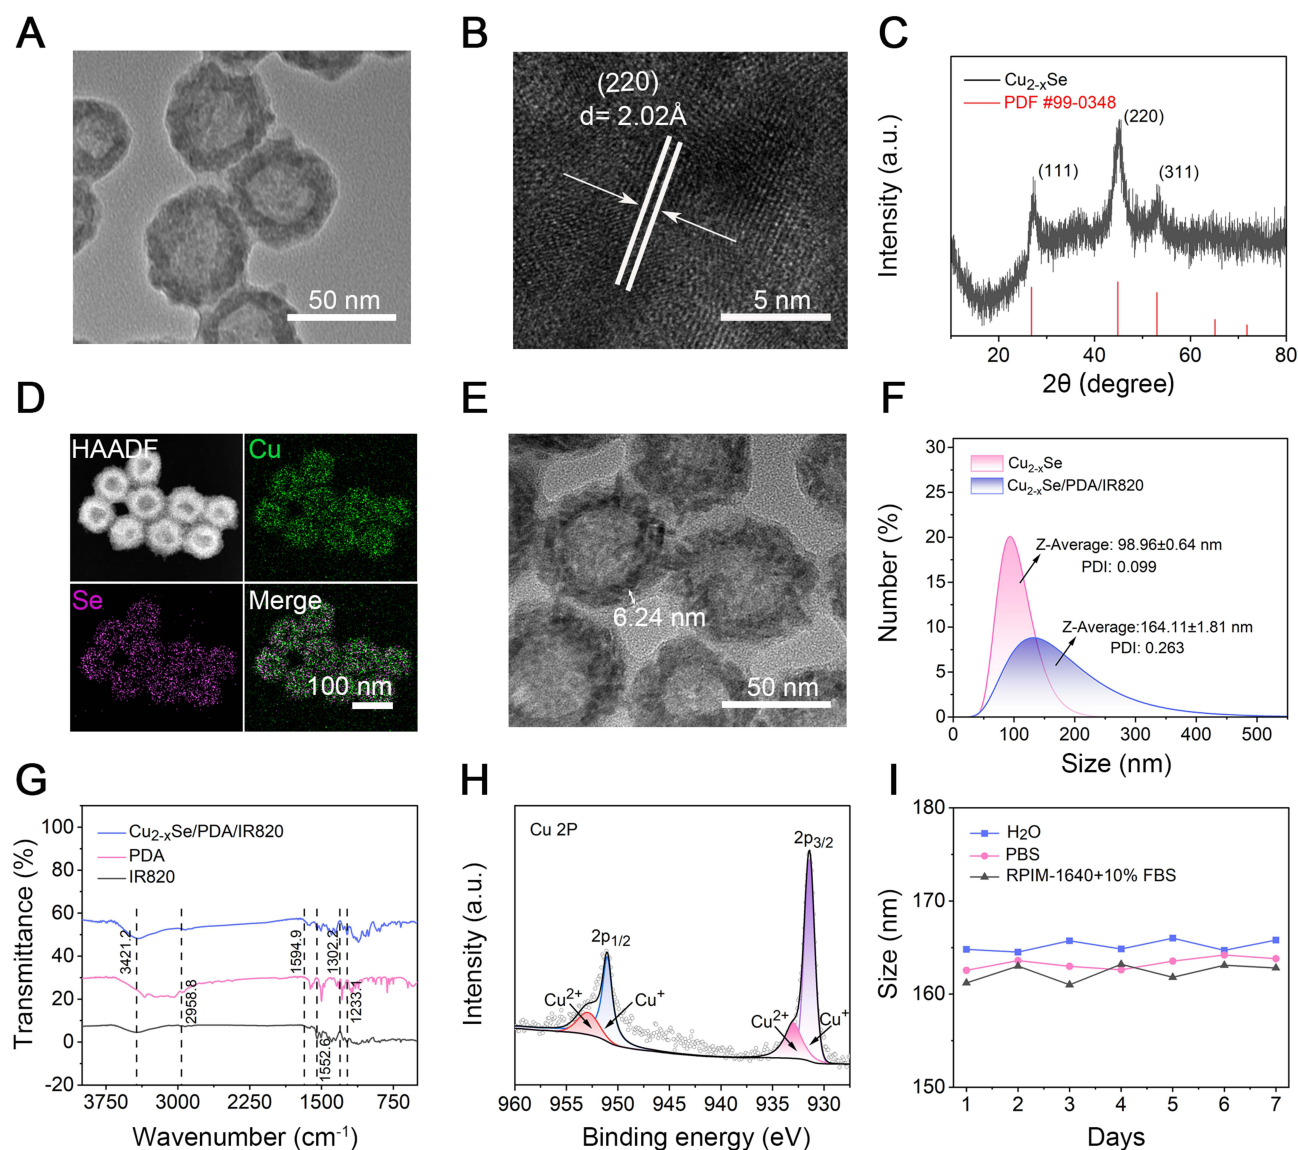 A
50 nm
B
(220)
d= 2.02Å
5 nm
C
Cu2-xSe
PDF #99-0348
(220)
(111)
(311)
Intensity (a.u.)
20 40 60 80
2θ (degree)
D
HAADF
Cu
Se
Merge
100 nm
E
6.24 nm
50 nm
F
30
25
20
15
10
5
0
Number (%)
Cu2-xSe
Cu2-xSe/PDA/IR820
Z-Average: 98.96±0.64 nm
PDI: 0.099
Z-Average:164.11±1.81 nm
PDI: 0.263
0 100 200 300 400 500
Size (nm)
G
100
80
60
40
20
0
-20
Transmittance (%)
Cu2-xSe/PDA/IR820
PDA
IR820
3421.2
2958.8
1594.9
1552.6
1302.2
1233.1
3750 3000 2250 1500 750
Wavenumber (cm-1)
H
Cu 2P
2p3/2
2p1/2
Cu2+
Cu+
Cu2+
Cu+
Intensity (a.u.)
960 955 950 945 940 935 930
Binding energy (eV)
I
180
170
160
150
Size (nm)
H2O
PBS
RPIM-1640+10% FBS
1 2 3 4 5 6 7
Days